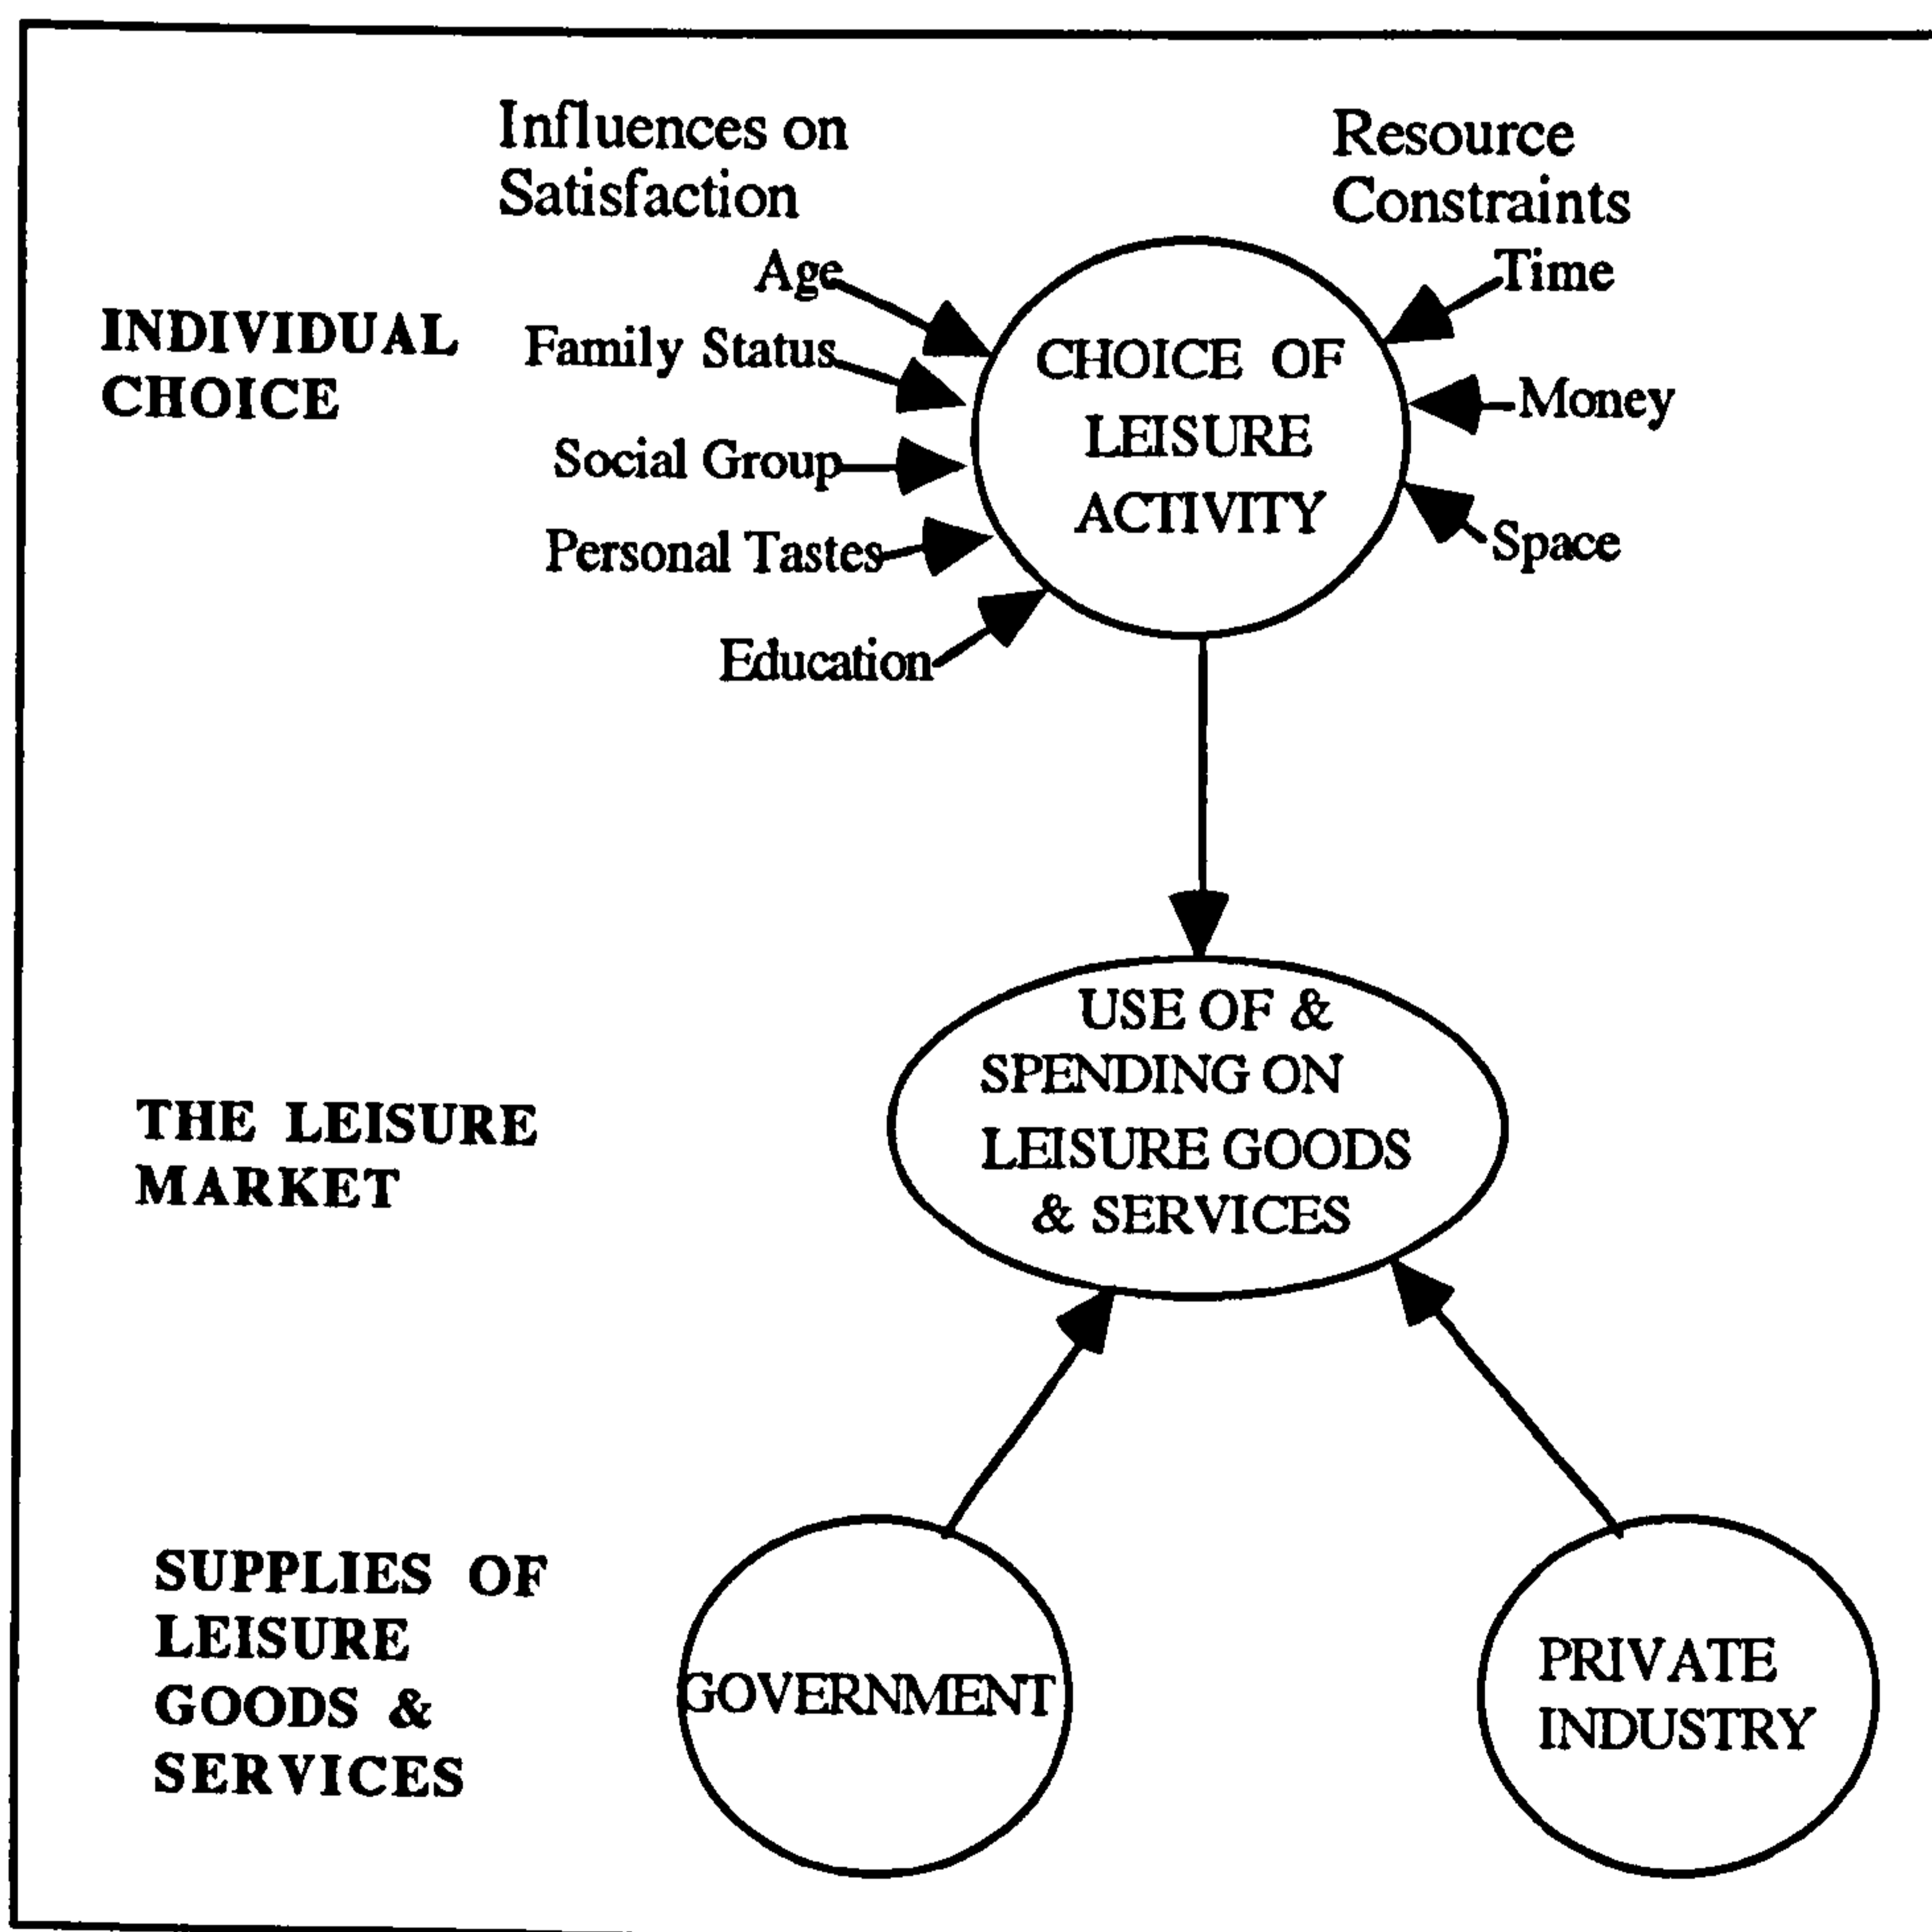 Influences on
Satisfaction
Resource
Constraints
INDIVIDUAL
CHOICE
Age
Family Status
Social Group
Personal Tastes
Education
CHOICE OF
LEISURE
ACTIVITY
Time
Money
Space
THE LEISURE
MARKET
USE OF &
SPENDING ON
LEISURE GOODS
& SERVICES
SUPPLIES OF
LEISURE
GOODS &
SERVICES
GOVERNMENT
PRIVATE
INDUSTRY